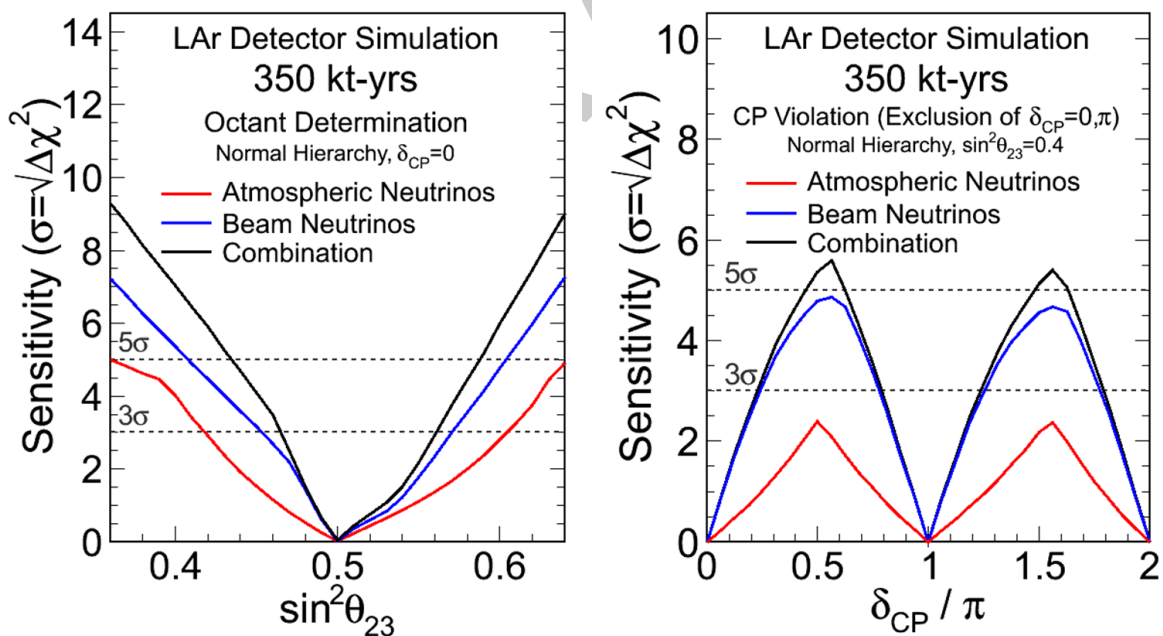 LAr Detector Simulation
350 kt-yrs
Octant Determination
Normal Hierarchy, δCP=0
Atmospheric Neutrinos
Beam Neutrinos
Combination
5σ
3σ
14
12
10
8
6
4
2
0
0.4
0.5
0.6
Sensitivity (σ=√Δχ²)
sin²θ23
LAr Detector Simulation
350 kt-yrs
CP Violation (Exclusion of δCP=0,π)
Normal Hierarchy, sin²θ23=0.4
Atmospheric Neutrinos
Beam Neutrinos
Combination
5σ
3σ
10
8
6
4
2
0
0
0.5
1
1.5
2
Sensitivity (σ=√Δχ²)
δCP / π